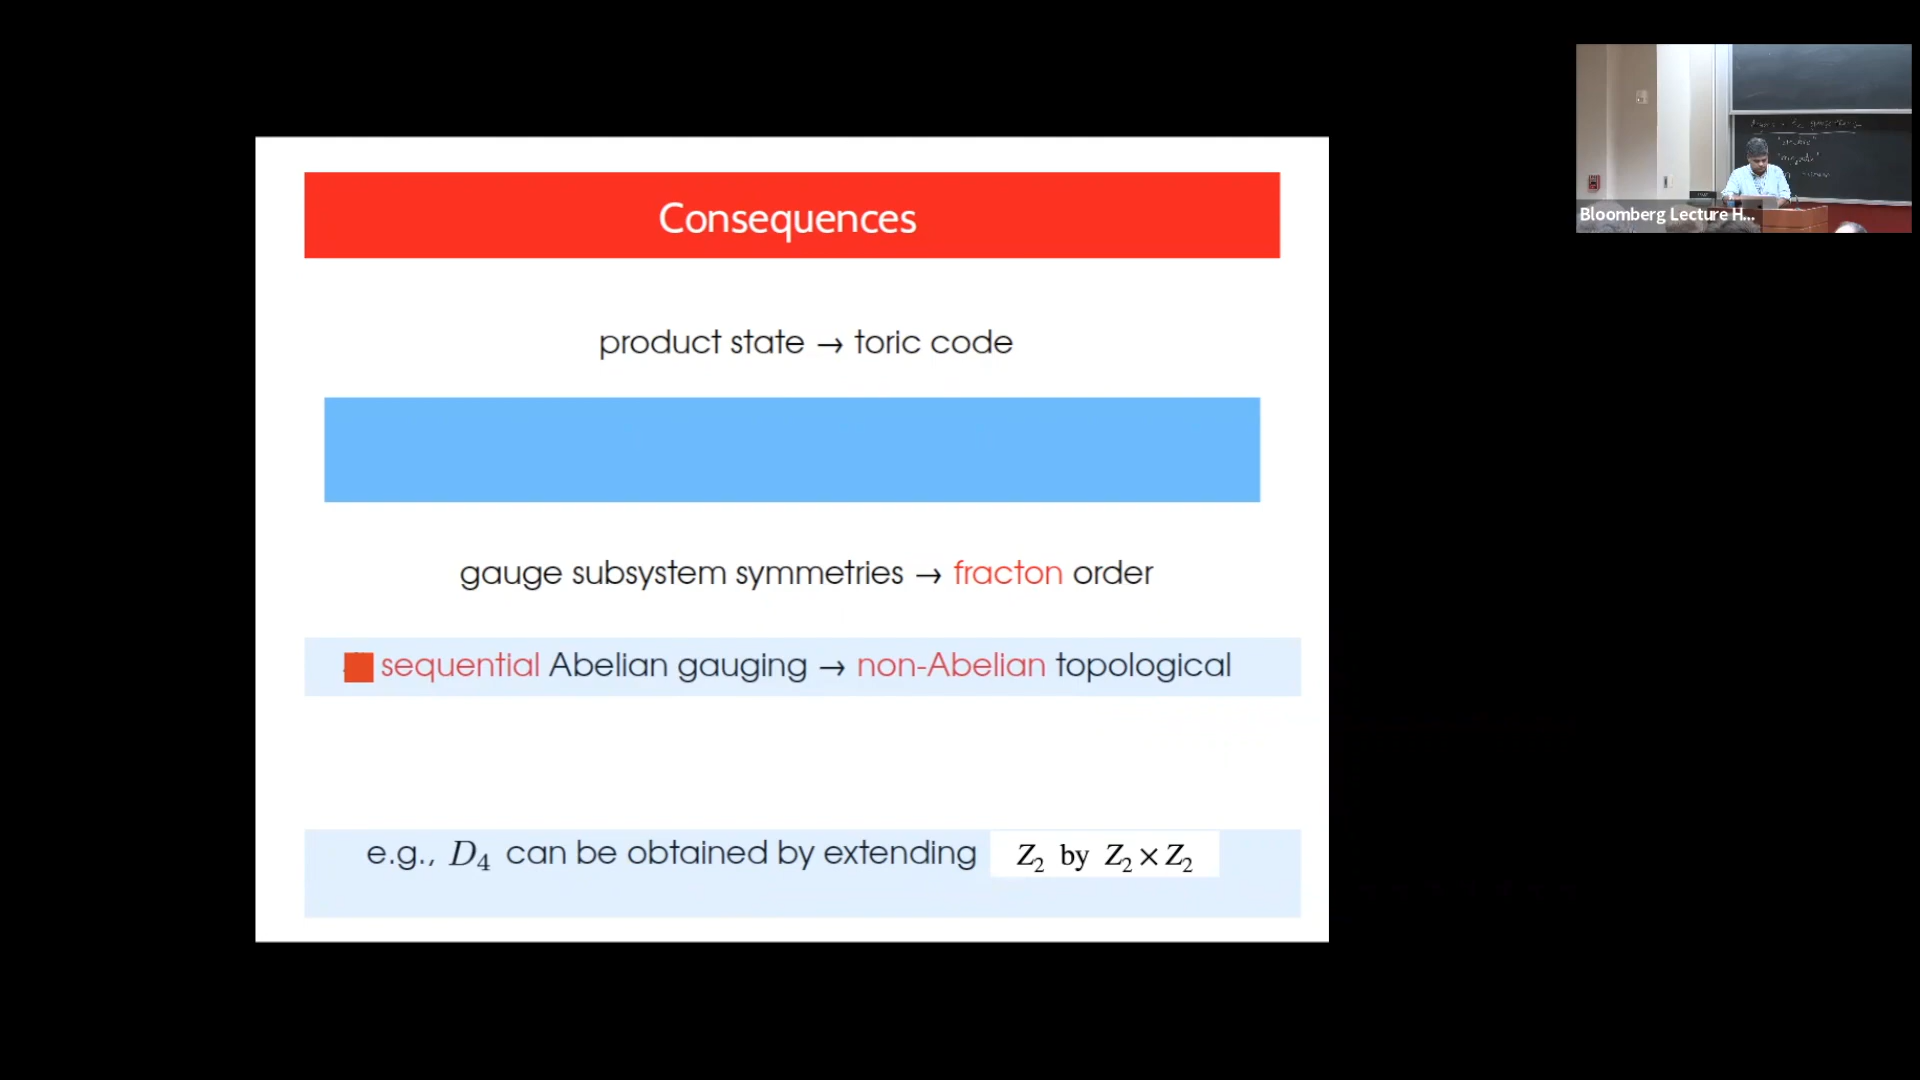 Consequences
product state → toric code
gauge subsystem symmetries → fracton order
sequential Abelian gauging → non-Abelian topological
e.g., D₄ can be obtained by extending Z₂ by Z₂ × Z₂
Bloomberg Lecture H...